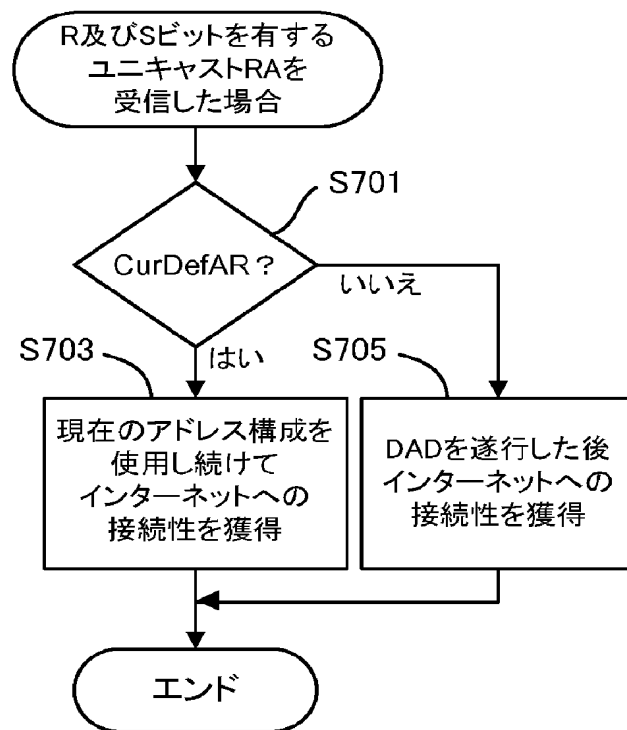 R及びSビットを有する
ユニキャストRAを
受信した場合
S701
CurDefAR？
いいえ
はい
S703
現在のアドレス構成を
使用し続けて
インターネットへの
接続性を獲得
S705
DADを遂行した後
インターネットへの
接続性を獲得
エンド